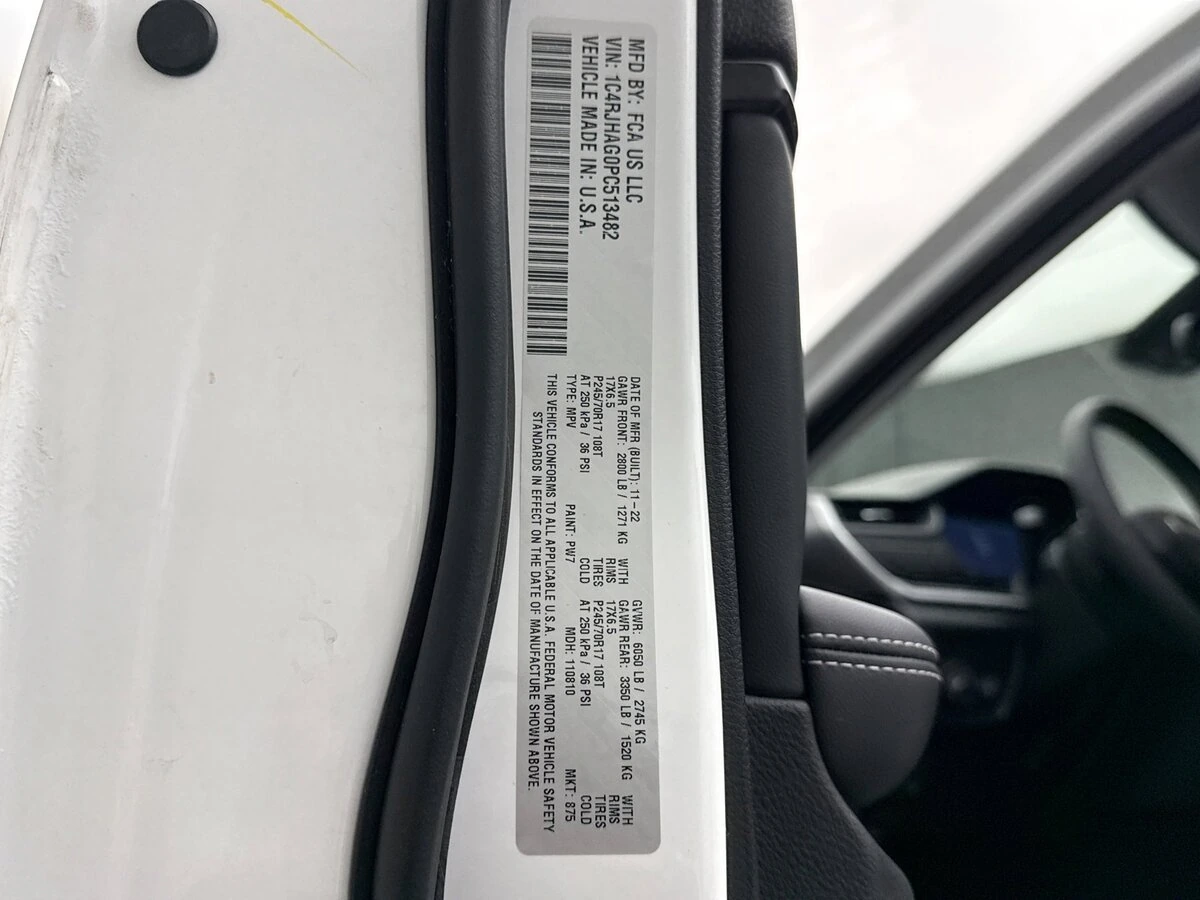 MFD BY: FCA US LLC
VIN: 1C4RJHAG0PC513482
VEHICLE MADE IN: U.S.A.
DATE OF MFR (BUILT): 11-22 GVWR: 6050 LB / 2745 KG
GAWR FRONT: 2800 LB / 1271 KG WITH GAWR REAR: 3350 LB / 1520 KG WITH
17X6.5 RIMS 17X6.5 RIMS
P245/70R17 108T TIRES P245/70R17 108T TIRES
AT 250 kPa / 36 PSI COLD AT 250 kPa / 36 PSI COLD
TYPE: MPV PAINT: PW7 MDH: 110810 MKT: 875
THIS VEHICLE CONFORMS TO ALL APPLICABLE U.S.A. FEDERAL MOTOR VEHICLE SAFETY
STANDARDS IN EFFECT ON THE DATE OF MANUFACTURE SHOWN ABOVE.